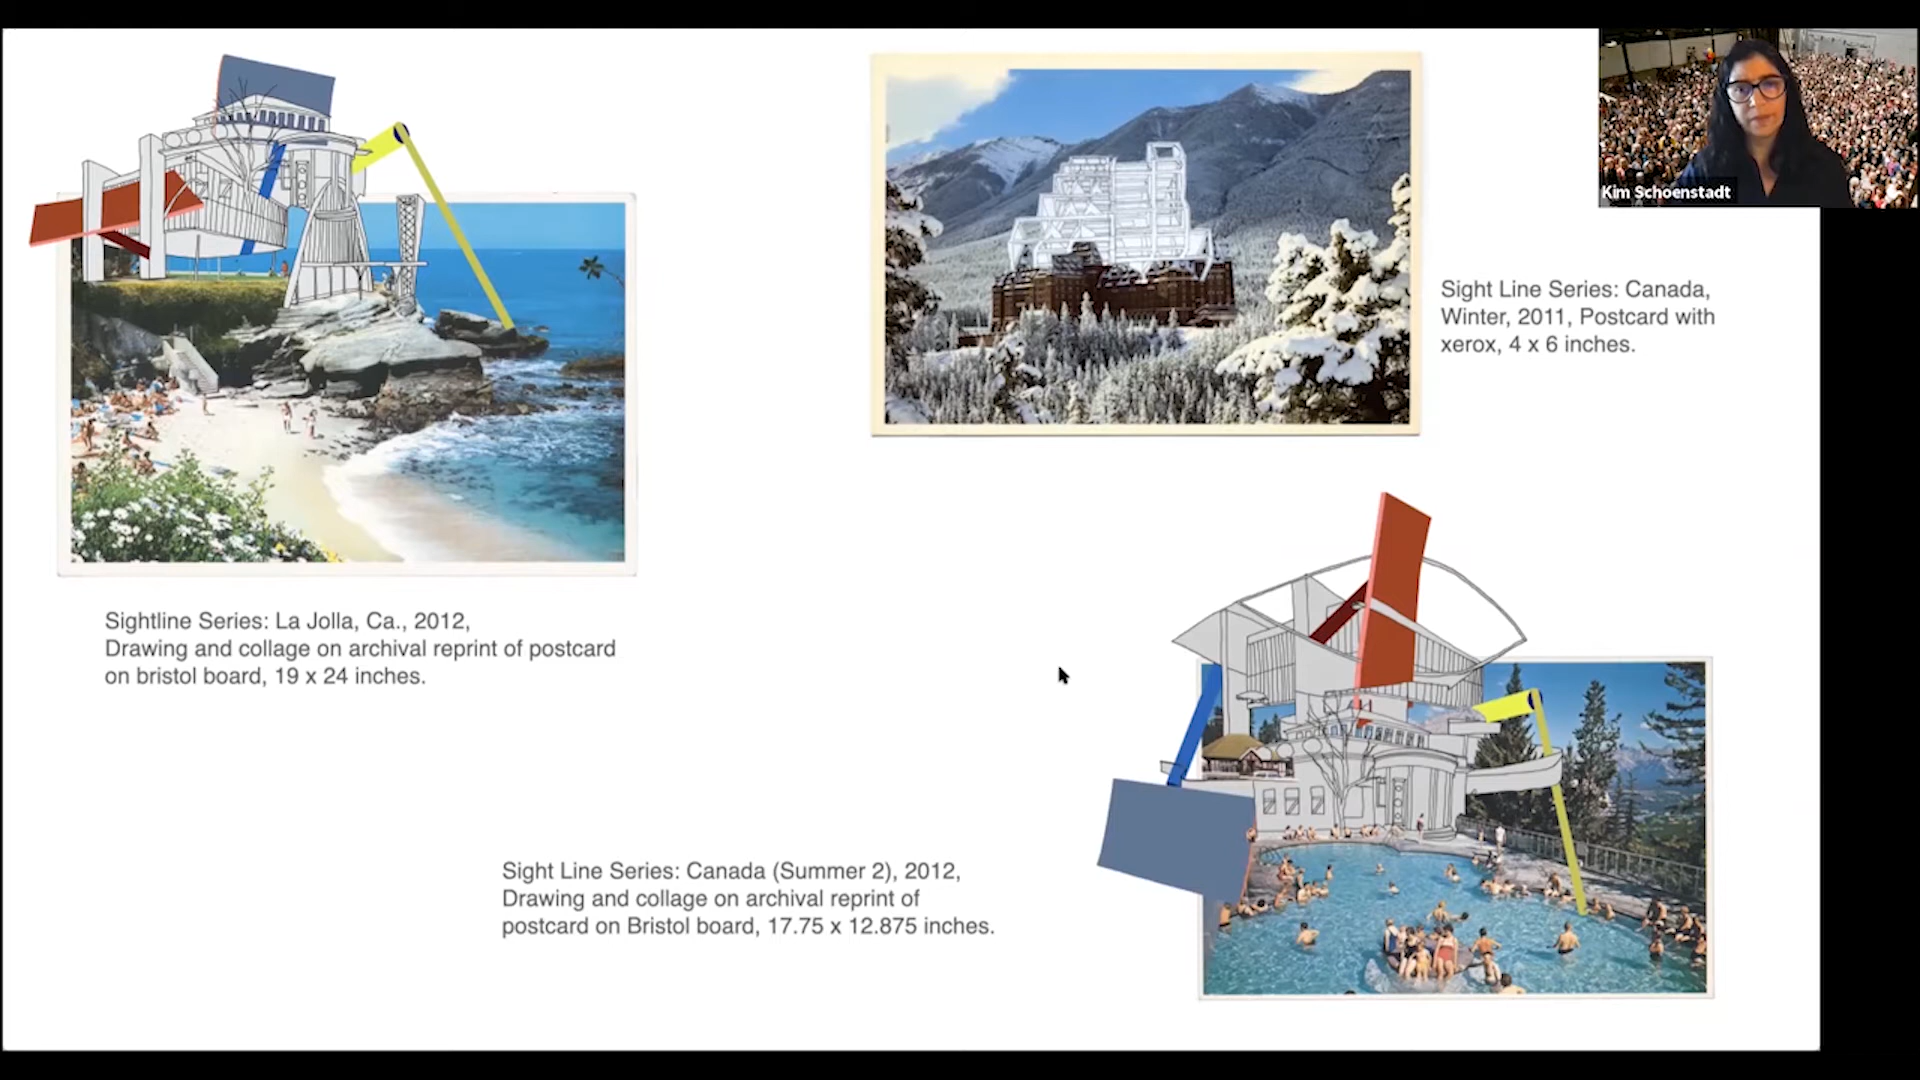 Kim Schoenstadt
Sight Line Series: Canada,
Winter, 2011, Postcard with
xerox, 4 x 6 inches.
Sightline Series: La Jolla, Ca., 2012,
Drawing and collage on archival reprint of postcard
on bristol board, 19 x 24 inches.
Sight Line Series: Canada (Summer 2), 2012,
Drawing and collage on archival reprint of
postcard on Bristol board, 17.75 x 12.875 inches.